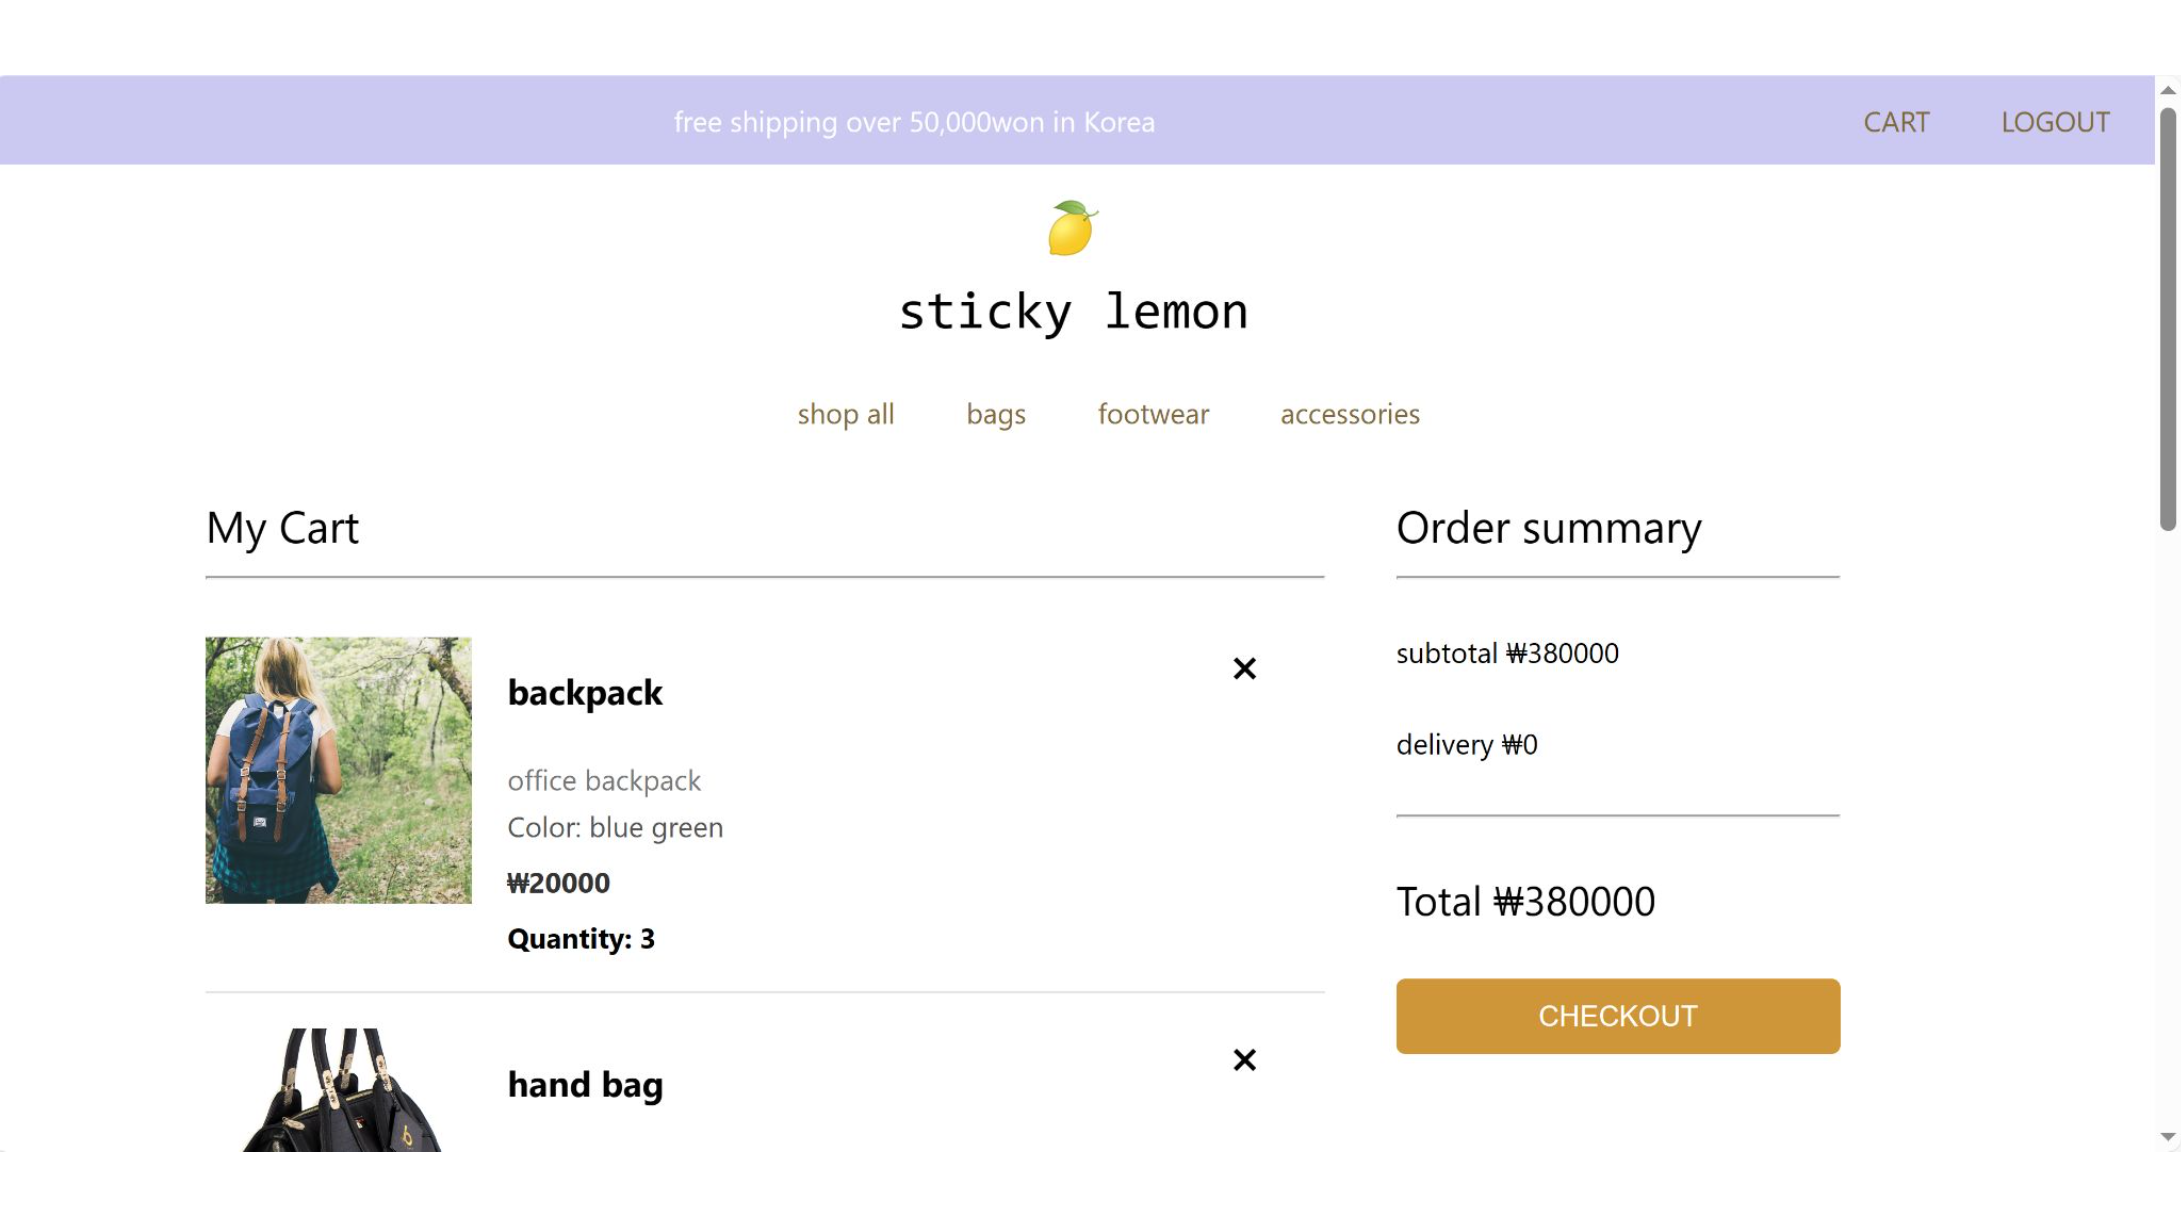 free shipping over 50,000won in Korea
CART
LOGOUT
sticky lemon
shop all
bags
footwear
accessories
My Cart
backpack
office backpack
Color: blue green
₩20000
Quantity: 3
hand bag
Order summary
subtotal ₩380000
delivery ₩0
Total ₩380000
CHECKOUT